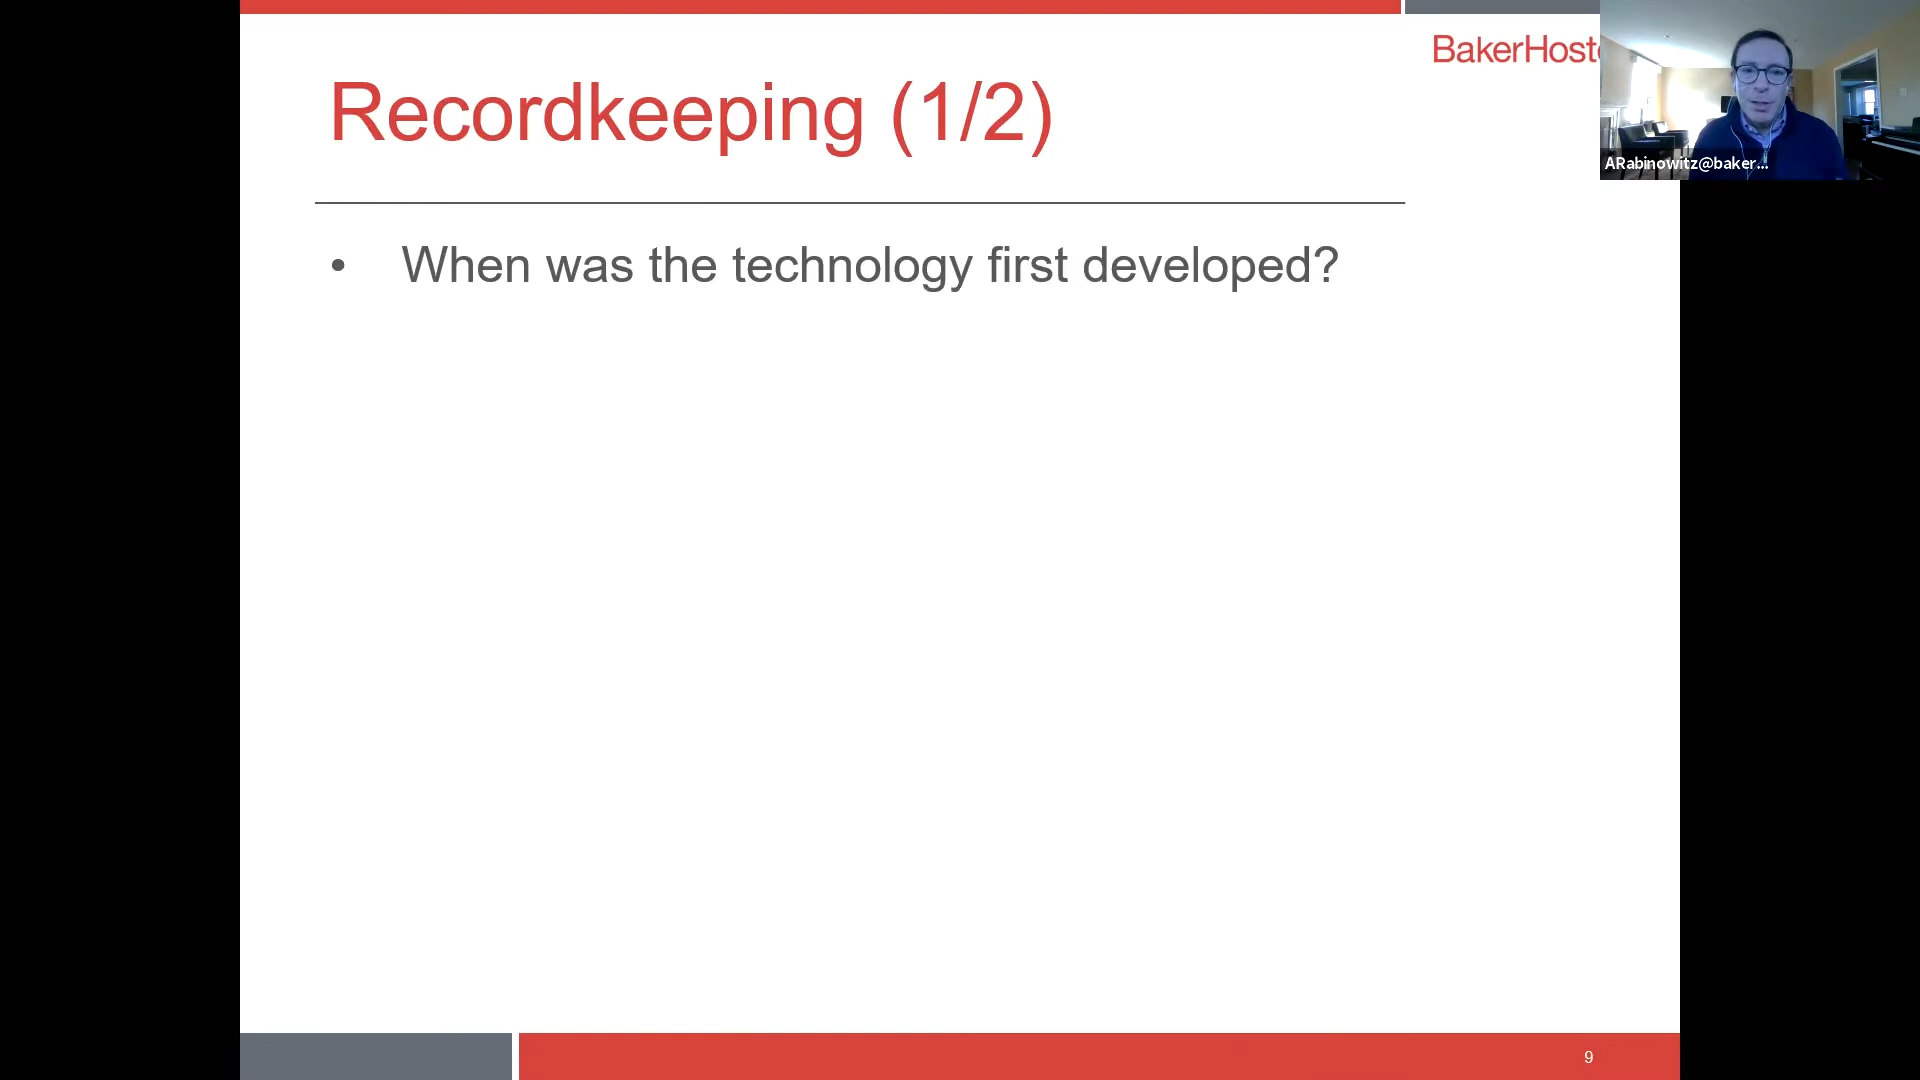 BakerHost
Recordkeeping (1/2)
ARabinowitz@baker...
• When was the technology first developed?
9